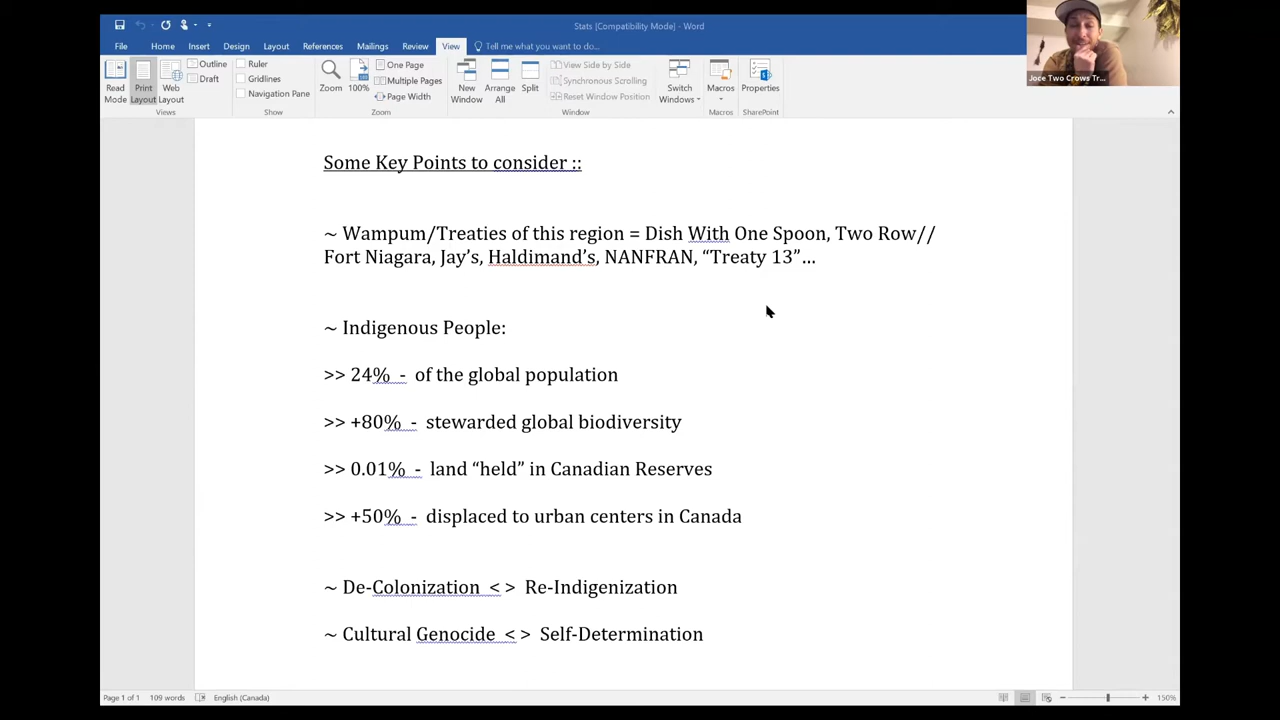 Stats [Compatibility Mode] - Word
File Home Insert Design Layout References Mailings Review View Tell me what you want to do...
Read Mode
Print Layout
Web Layout
Outline
Draft
Views
Ruler
Gridlines
Navigation Pane
Show
Zoom
100%
One Page
Multiple Pages
Page Width
Zoom
New Window
Arrange All
Split
View Side by Side
Synchronous Scrolling
Reset Window Position
Window
Switch Windows
Macros
Macros
Properties
SharePoint
Joce Two Crows Tr...
Some Key Points to consider ::
~ Wampum/Treaties of this region = Dish With One Spoon, Two Row//
Fort Niagara, Jay’s, Haldimand’s, NANFRAN, “Treaty 13”...
~ Indigenous People:
>> 24% - of the global population
>> +80% - stewarded global biodiversity
>> 0.01% - land “held” in Canadian Reserves
>> +50% - displaced to urban centers in Canada
~ De-Colonization < > Re-Indigenization
~ Cultural Genocide < > Self-Determination
Page 1 of 1 109 words English (Canada) 150%